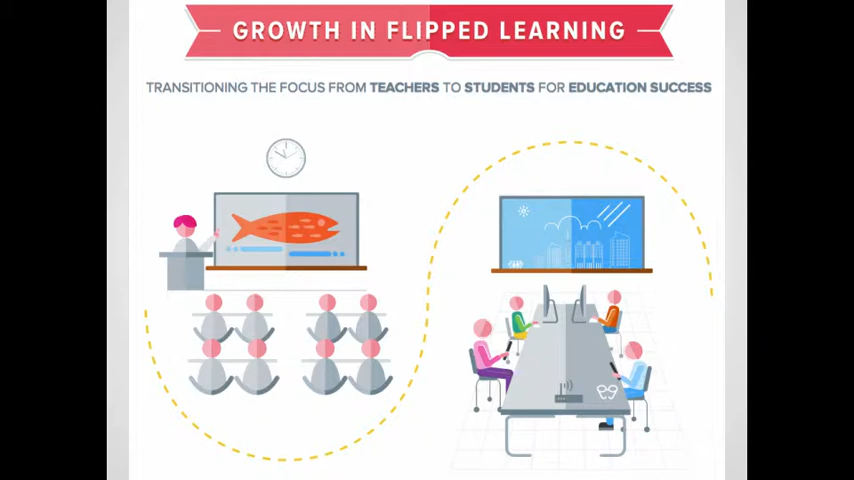 GROWTH IN FLIPPED LEARNING
TRANSITIONING THE FOCUS FROM TEACHERS TO STUDENTS FOR EDUCATION SUCCESS